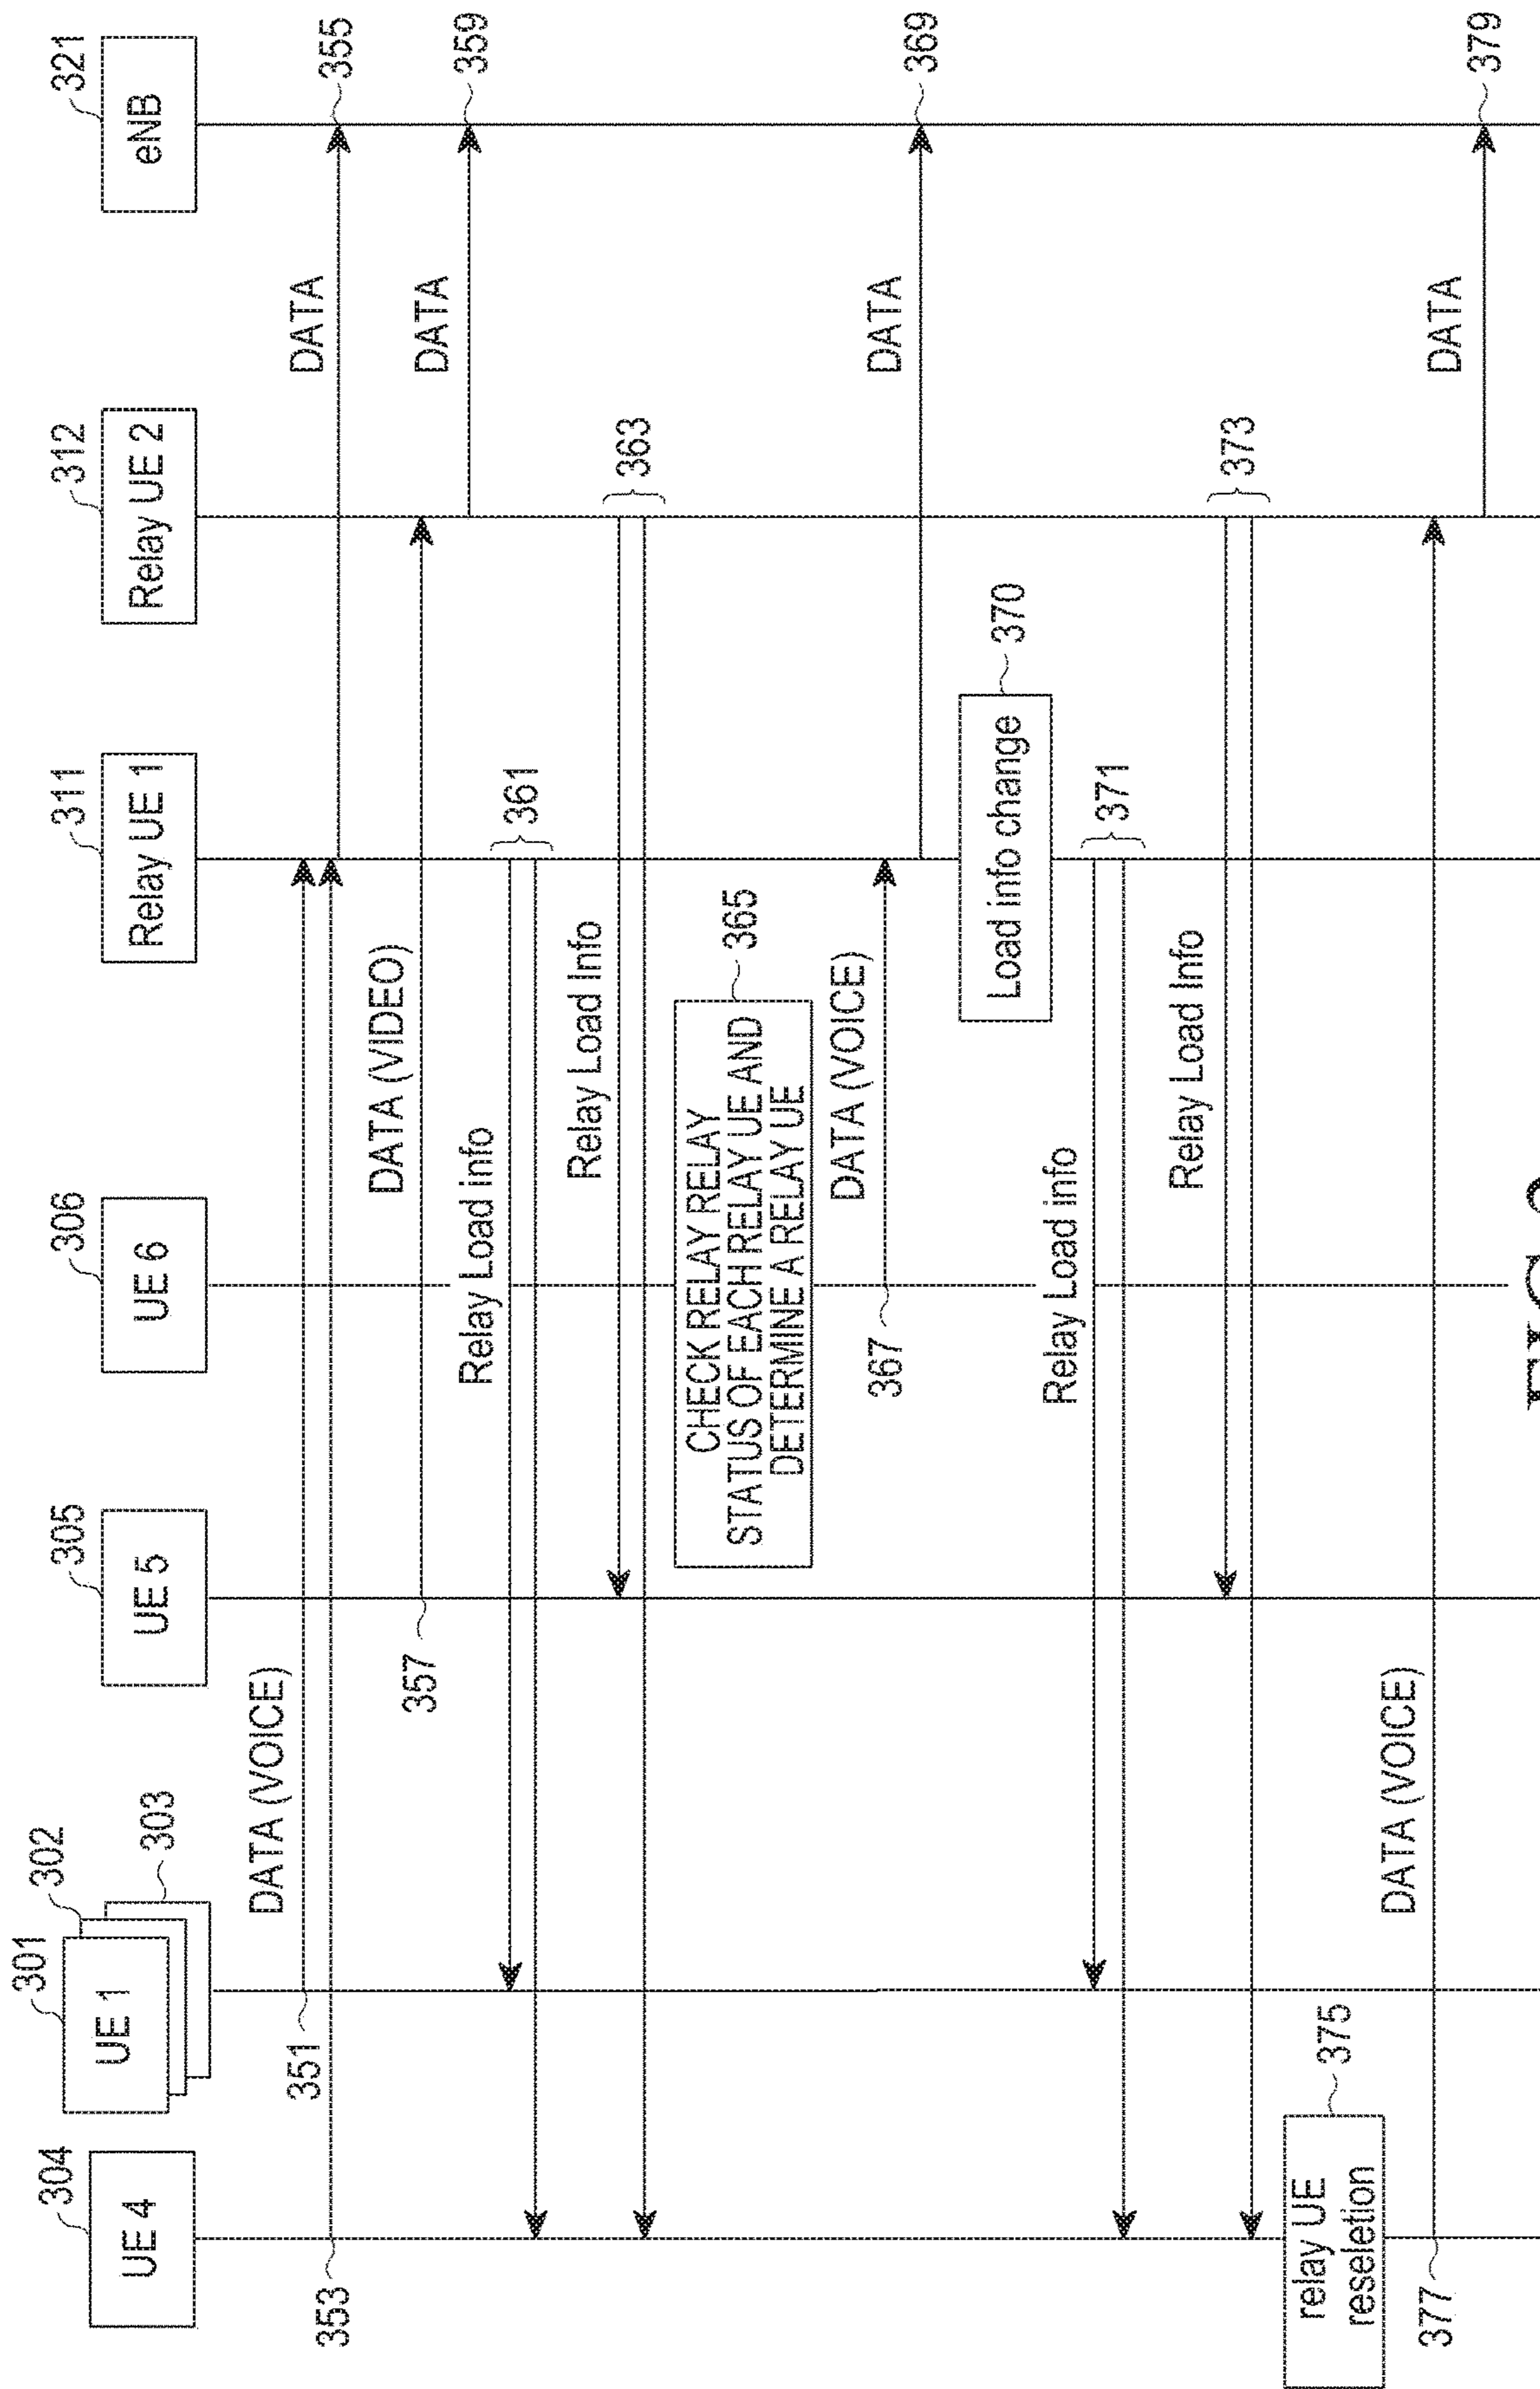 304
UE 4
301
302
303
UE 1
305
UE 5
306
UE 6
311
Relay UE 1
312
Relay UE 2
321
eNB
DATA (VOICE)
351
353
DATA
355
DATA (VIDEO)
357
DATA
359
Relay Load info
361
Relay Load Info
363
CHECK RELAY RELAY
STATUS OF EACH RELAY UE AND
DETERMINE A RELAY UE
365
DATA (VOICE)
367
DATA
369
Load info change
370
Relay Load info
371
Relay Load Info
373
relay UE
reseletion
375
DATA (VOICE)
377
DATA
379